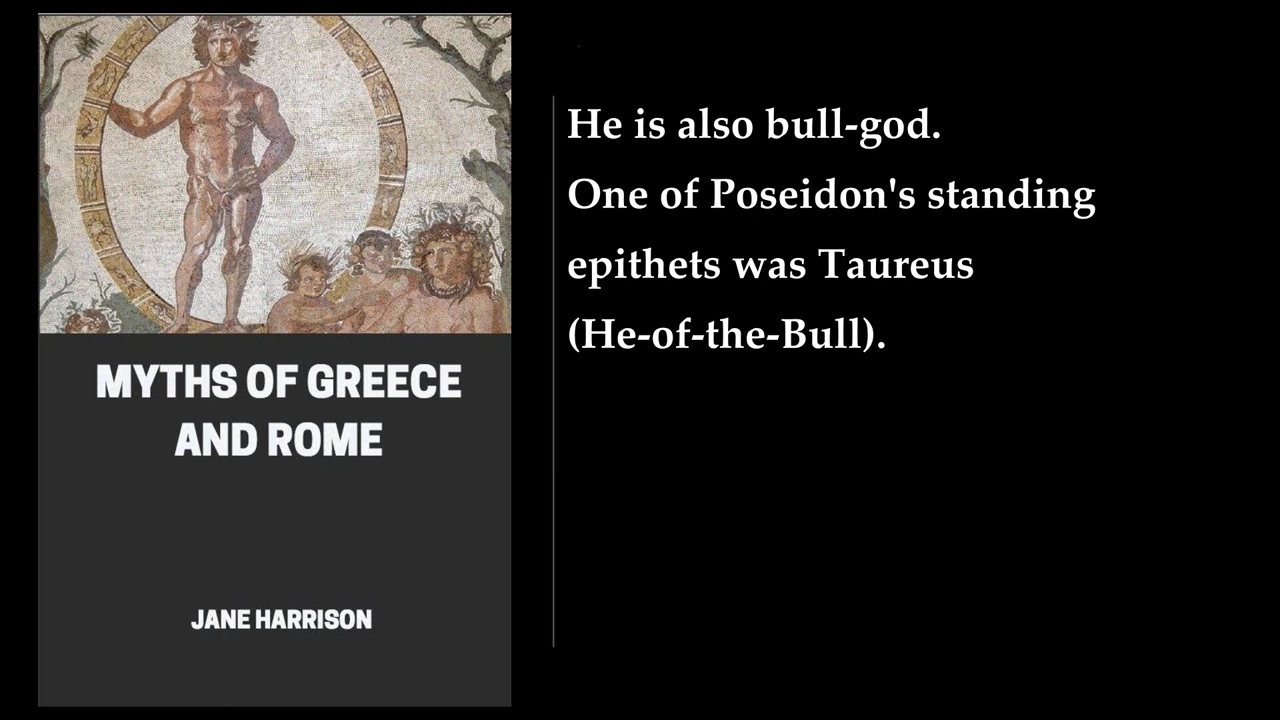 MYTHS OF GREECE
AND ROME
JANE HARRISON
He is also bull-god.
One of Poseidon's standing
epithets was Taureus
(He-of-the-Bull).